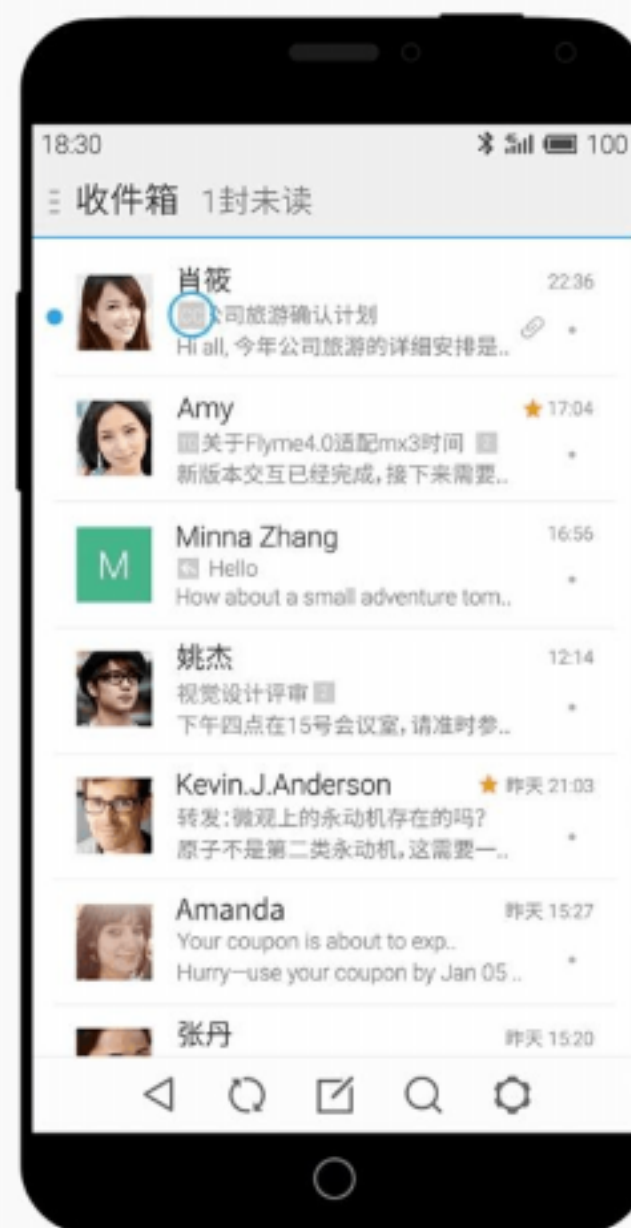 18:30 100
收件箱 1封未读
肖筱 22:36
公司旅游确认计划
Hi all, 今年公司旅游的详细安排是..
Amy 17:04
关于Flyme4.0适配mx3时间
新版本交互已经完成,接下来需要..
M
Minna Zhang 16:56
Hello
How about a small adventure tom..
姚杰 12:14
视觉设计评审
下午四点在15号会议室,请准时参..
Kevin.J.Anderson 昨天 21:03
转发:微观上的永动机存在的吗?
原子不是第二类永动机,这需要一..
Amanda 昨天 15:27
Your coupon is about to exp..
Hurry—use your coupon by Jan 05 ..
张丹 昨天 15:20